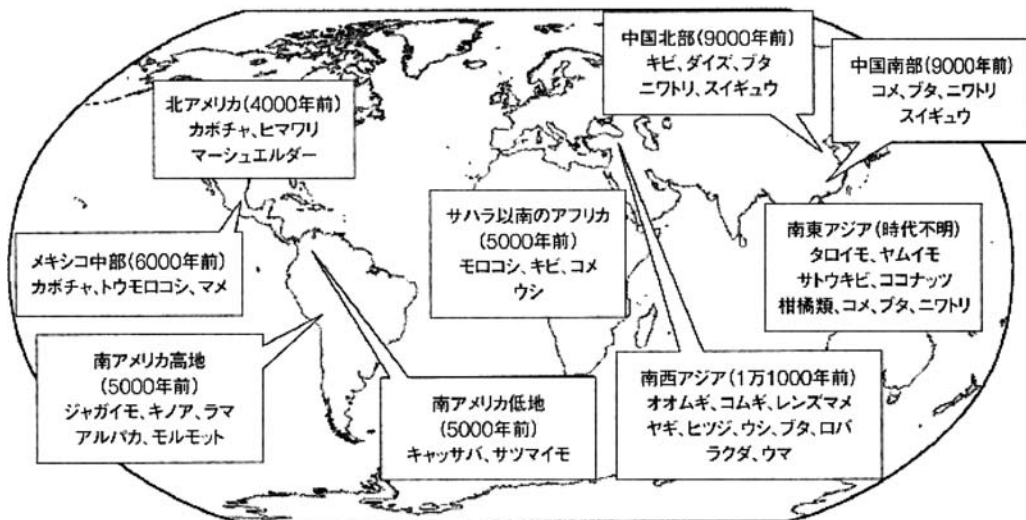 中国北部(9000年前)
キビ、ダイズ、ブタ
ニワトリ、スイギュウ
中国南部(9000年前)
コメ、ブタ、ニワトリ
スイギュウ
北アメリカ(4000年前)
カボチャ、ヒマワリ
マーシュエルダー
サハラ以南のアフリカ
(5000年前)
モロコシ、キビ、コメ
ウシ
南東アジア(時代不明)
タロイモ、ヤムイモ
サトウキビ、ココナッツ
柑橘類、コメ、ブタ、ニワトリ
メキシコ中部(6000年前)
カボチャ、トウモロコシ、マメ
南アメリカ高地
(5000年前)
ジャガイモ、キノア、ラマ
アルパカ、モルモット
南アメリカ低地
(5000年前)
キャッサバ、サツマイモ
南西アジア(1万1000年前)
オオムギ、コムギ、レンズマメ
ヤギ、ヒツジ、ウシ、ブタ、ロバ
ラクダ、ウマ